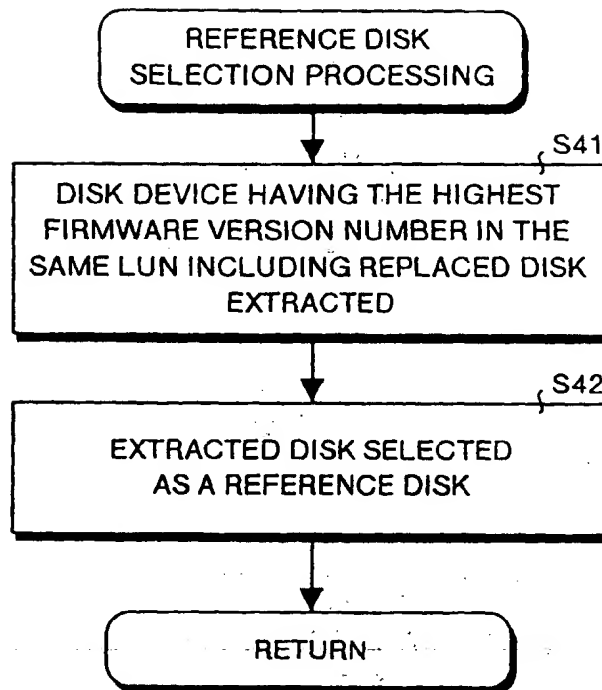 REFERENCE DISK
SELECTION PROCESSING
S41
DISK DEVICE HAVING THE HIGHEST
FIRMWARE VERSION NUMBER IN THE
SAME LUN INCLUDING REPLACED DISK
EXTRACTED
S42
EXTRACTED DISK SELECTED
AS A REFERENCE DISK
RETURN